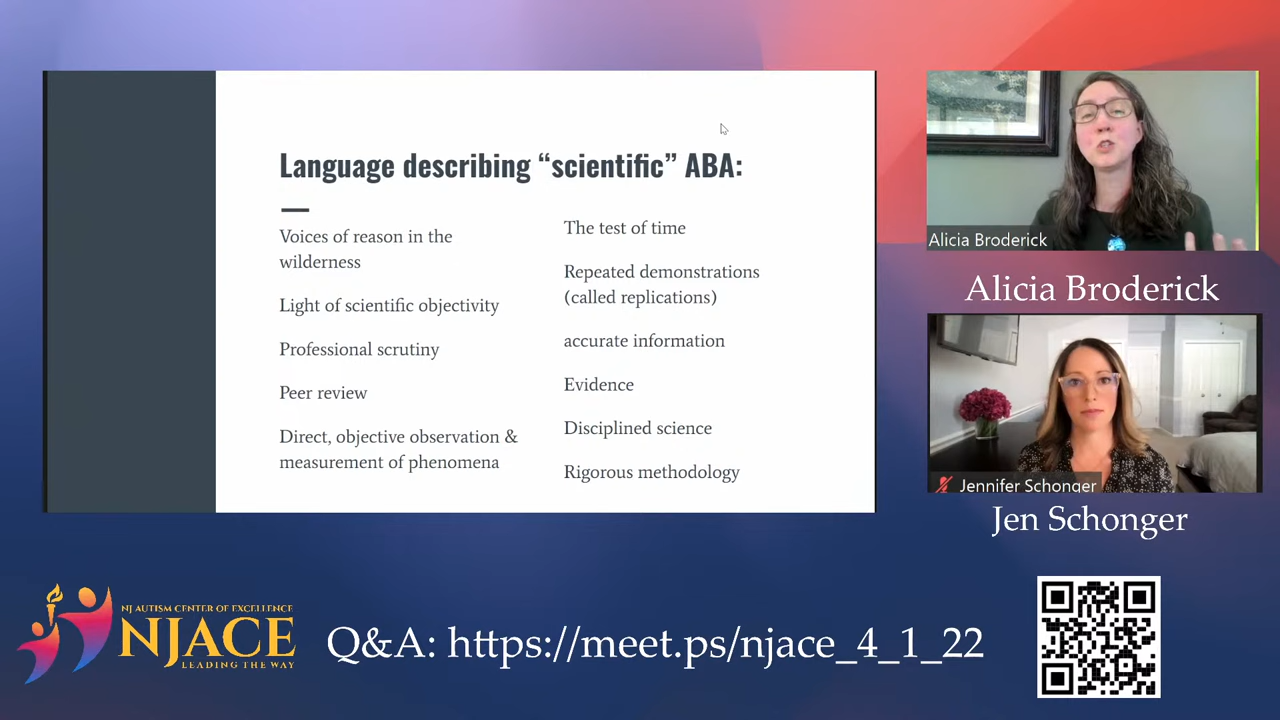 Language describing “scientific” ABA:
Voices of reason in the
wilderness
Light of scientific objectivity
Professional scrutiny
Peer review
Direct, objective observation &
measurement of phenomena
The test of time
Repeated demonstrations
(called replications)
accurate information
Evidence
Disciplined science
Rigorous methodology
Alicia Broderick
Alicia Broderick
Jennifer Schonger
Jen Schonger
NJ AUTISM CENTER OF EXCELLENCE
NJACE
LEADING THE WAY
Q&A: https://meet.ps/njace_4_1_22